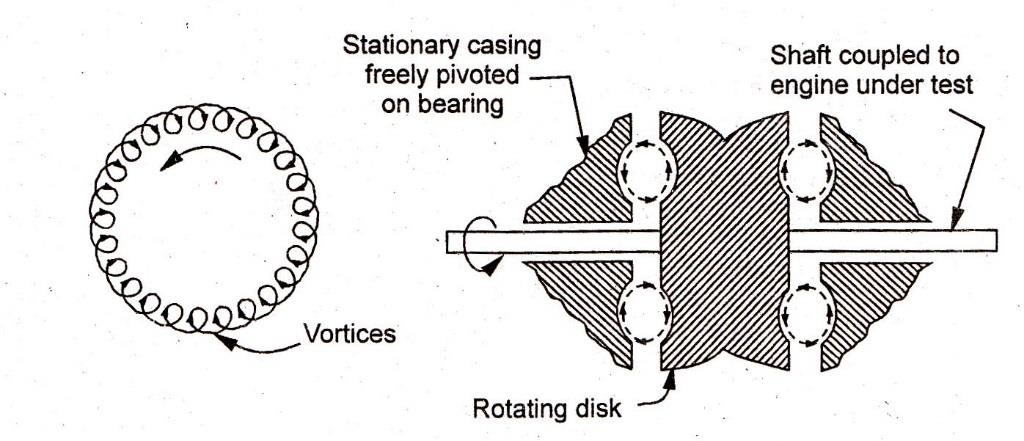 Stationary casing
freely pivoted
on bearing
Shaft coupled to
engine under test
Vortices
Rotating disk